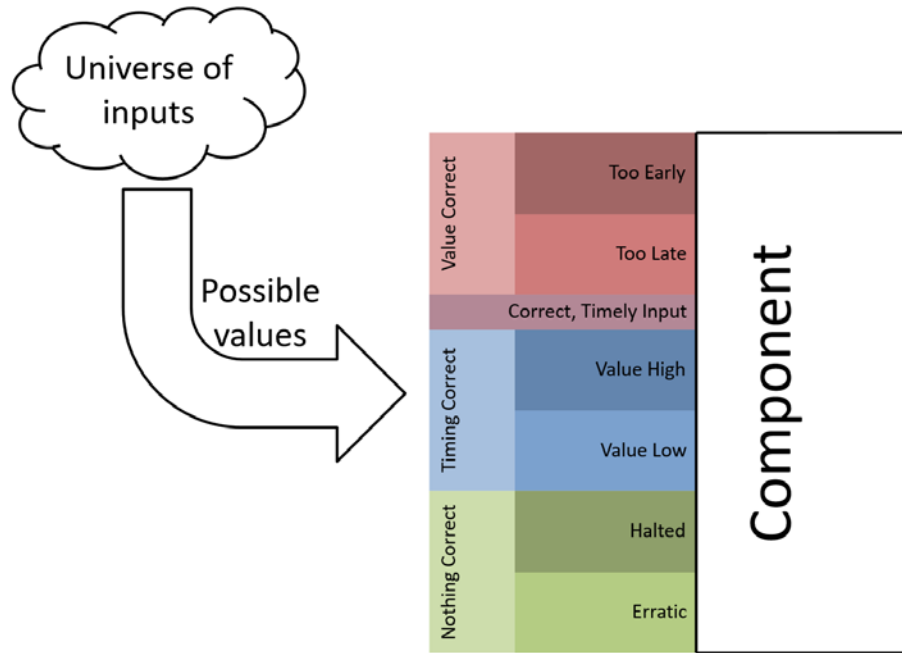 Universe of
inputs
Possible
values
Value Correct
Too Early
Too Late
Correct, Timely Input
Timing Correct
Value High
Value Low
Nothing Correct
Halted
Erratic
Component